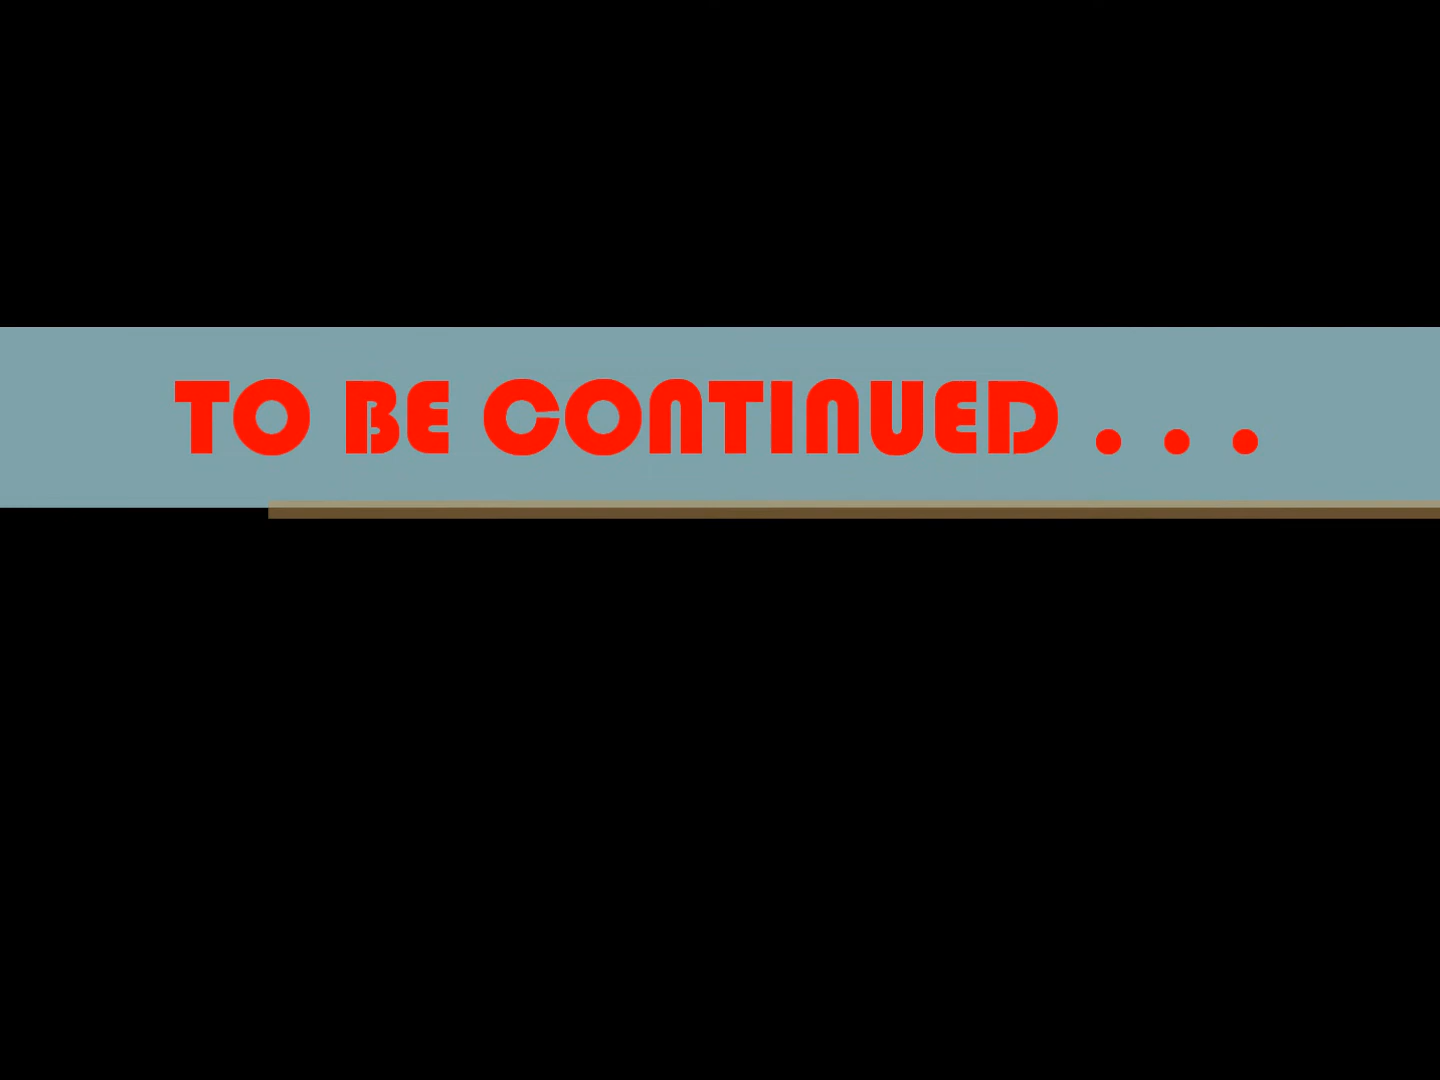 TO BE CONTINUED . . .